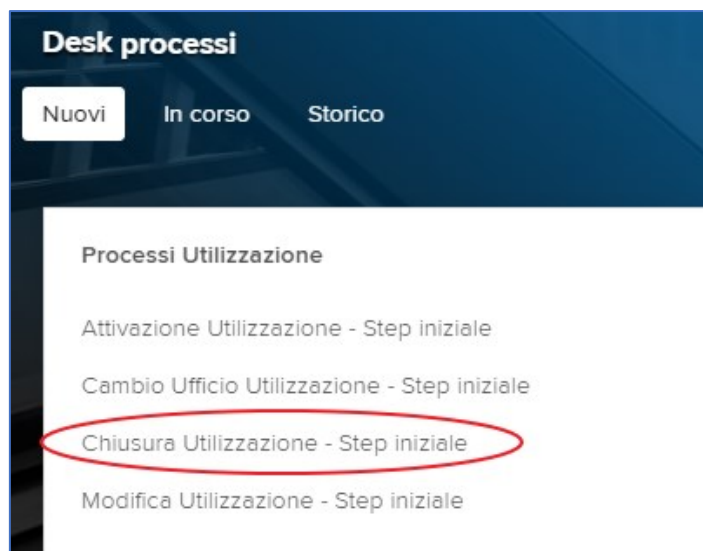 Desk processi
Nuovi In corso Storico
Processi Utilizzazione
Attivazione Utilizzazione - Step iniziale
Cambio Ufficio Utilizzazione - Step iniziale
Chiusura Utilizzazione - Step iniziale
Modifica Utilizzazione - Step iniziale